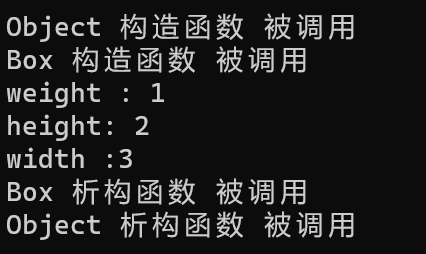 Object 构造函数 被调用
Box 构造函数 被调用
weight : 1
height: 2
width :3
Box 析构函数 被调用
Object 析构函数 被调用